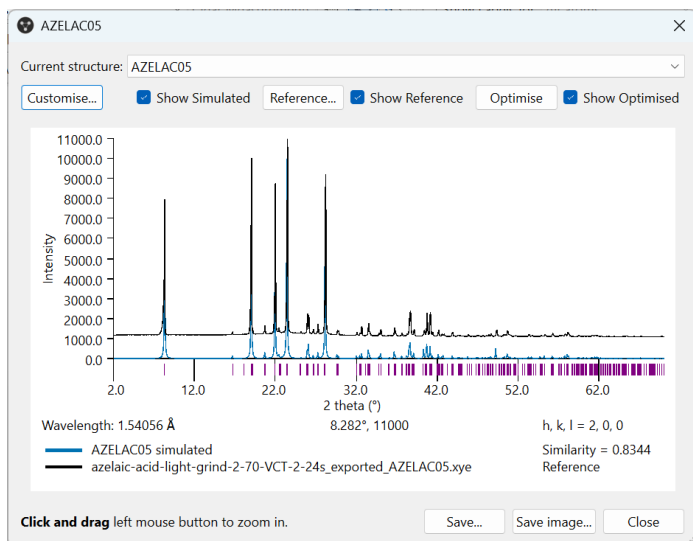 AZELAC05
Current structure: AZELAC05
Customise... Show Simulated Reference... Show Reference Optimise Show Optimised
11000.0
10000.0
9000.0
8000.0
7000.0
6000.0
5000.0
4000.0
3000.0
2000.0
1000.0
0.0
Intensity
2.0 12.0 22.0 32.0 42.0 52.0 62.0
2 theta (°)
Wavelength: 1.54056 Å 8.282°, 11000 h, k, l = 2, 0, 0
AZELAC05 simulated Similarity = 0.8344
azelaic-acid-light-grind-2-70-VCT-2-24s_exported_AZELAC05.xye Reference
Click and drag left mouse button to zoom in. Save... Save image... Close